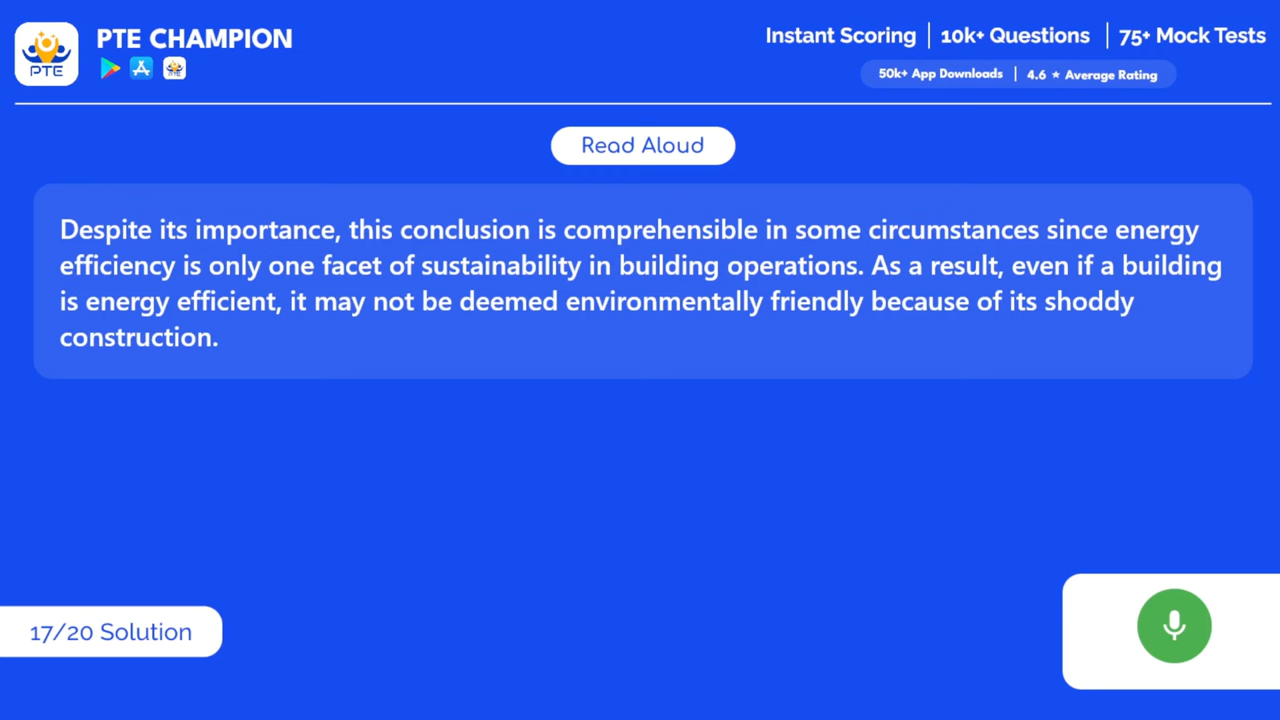 PTE CHAMPION
PTE
Instant Scoring | 10k+ Questions | 75+ Mock Tests
50k+ App Downloads | 4.6 ★ Average Rating
Read Aloud
Despite its importance, this conclusion is comprehensible in some circumstances since energy
efficiency is only one facet of sustainability in building operations. As a result, even if a building
is energy efficient, it may not be deemed environmentally friendly because of its shoddy
construction.
17/20 Solution